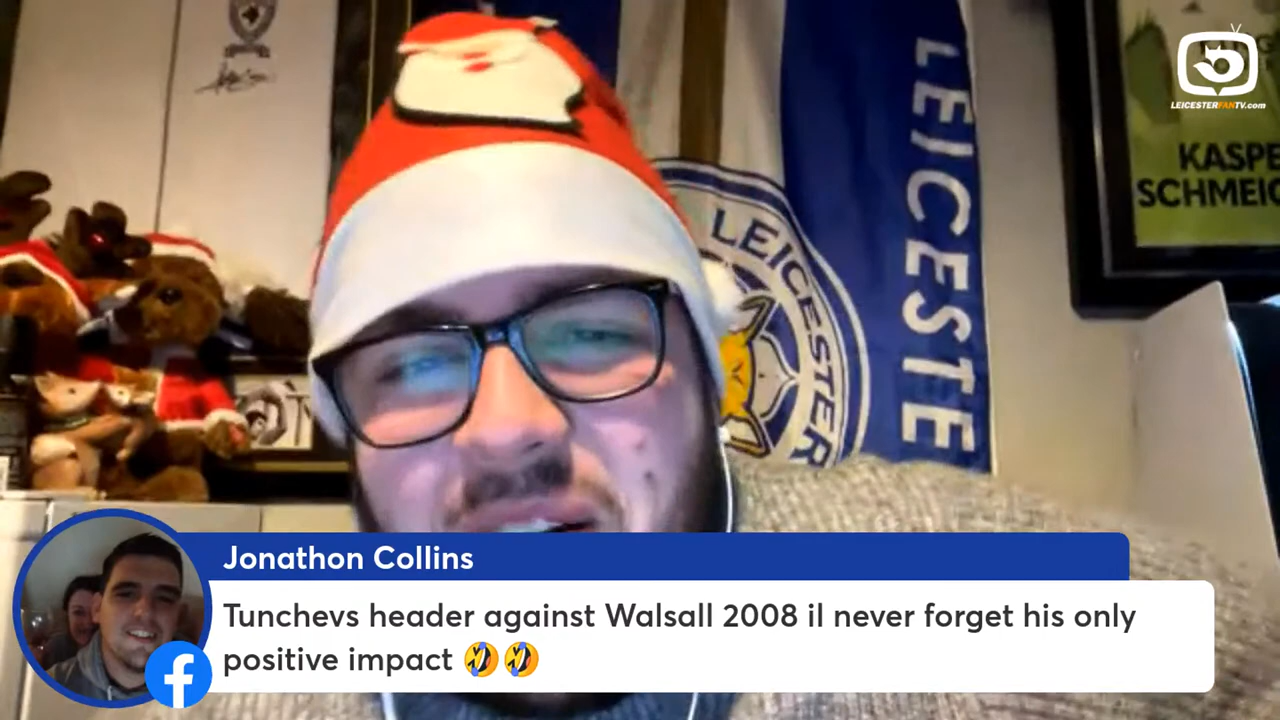 LEICESTER
LEICESTER
LEICESTERFANTV.com
KASPE
SCHMEIC
Jonathon Collins
Tunchevs header against Walsall 2008 il never forget his only
positive impact 🤣🤣